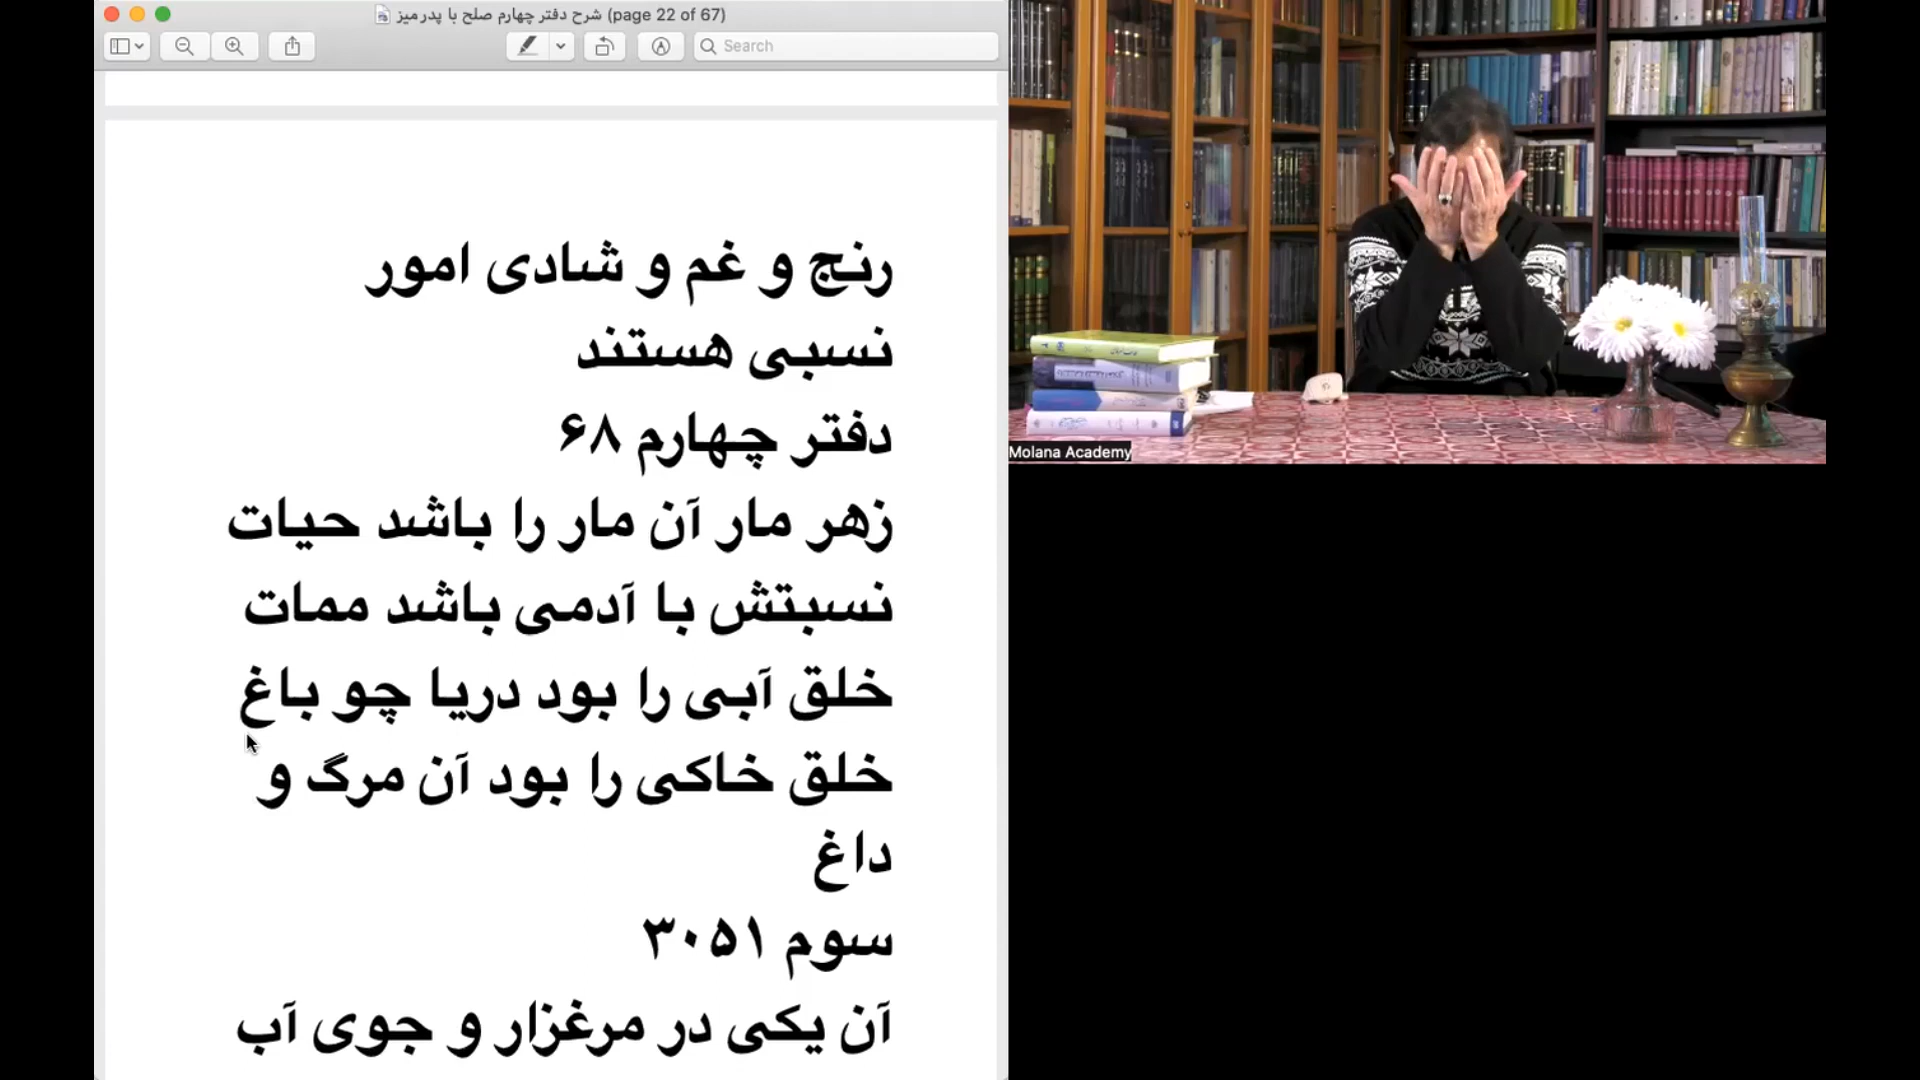 شرح دفتر چهارم صلح با پدر میز (page 22 of 67)
Search
رنج و غم و شادی امور
نسبی هستند
دفتر چهارم ۶۸
زهر مار آن مار را باشد حیات
نسبتش با آدمی باشد ممات
خلق آبی را بود دریا چو باغ
خلق خاکی را بود آن مرگ و
داغ
سوم ۳۰۵۱
آن یکی در مرغزار و جوی آب
Molana Academy